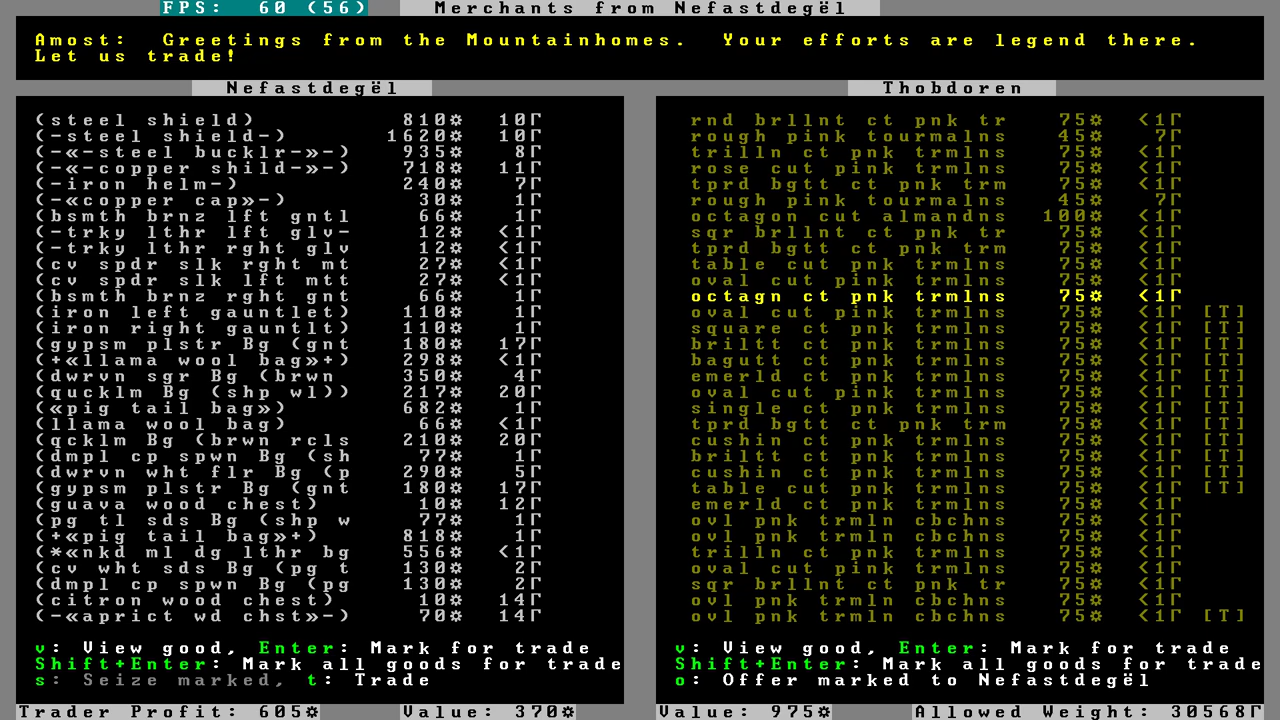 FPS: 60 (56) Merchants from Nefastdegël
Amost: Greetings from the Mountainhomes. Your efforts are legend there.
Let us trade!
Nefastdegël
(steel shield) 810☼ 10Γ
(-steel shield-) 1620☼ 10Γ
(-«-steel bucklr-»-) 935☼ 8Γ
(-«-copper shild-»-) 718☼ 11Γ
(-iron helm-) 240☼ 7Γ
(-«copper cap»-) 30☼ 1Γ
(bsmth brnz lft gntl 66☼ 1Γ
(-trky lthr lft glv- 12☼ <1Γ
(-trky lthr rght glv 12☼ <1Γ
(cv spdr slk rght mt 27☼ <1Γ
(cv spdr slk lft mtt 27☼ <1Γ
(bsmth brnz rght gnt 66☼ 1Γ
(iron left gauntlet) 110☼ 1Γ
(iron right gauntlt) 110☼ 1Γ
(gypsm plstr Bg (gnt 180☼ 17Γ
(+«llama wool bag»+) 298☼ <1Γ
(dwrvn sgr Bg (brwn 350☼ 4Γ
(qucklm Bg (shp wl)) 217☼ 20Γ
(«pig tail bag») 682☼ 1Γ
(llama wool bag) 66☼ <1Γ
(qcklm Bg (brwn rcls 210☼ 20Γ
(dmpl cp spwn Bg (sh 77☼ 1Γ
(dwrvn wht flr Bg (p 290☼ 5Γ
(gypsm plstr Bg (gnt 180☼ 17Γ
(guava wood chest) 10☼ 12Γ
(pg tl sds Bg (shp w 77☼ 1Γ
(+«pig tail bag»+) 818☼ 1Γ
(*«nkd ml dg lthr bg 556☼ <1Γ
(cv wht sds Bg (pg t 130☼ 2Γ
(dmpl cp spwn Bg (pg 130☼ 2Γ
(citron wood chest) 10☼ 14Γ
(-«aprict wd chst»-) 70☼ 14Γ
v: View good, Enter: Mark for trade
Shift+Enter: Mark all goods for trade
s: Seize marked, t: Trade
Trader Profit: 605☼ Value: 370☼
Thobdoren
rnd brllnt ct pnk tr 75☼ <1Γ
rough pink tourmalns 45☼ 7Γ
trilln ct pnk trmlns 75☼ <1Γ
rose cut pink trmlns 75☼ <1Γ
tprd bgtt ct pnk trm 75☼ <1Γ
rough pink tourmalns 45☼ 7Γ
octagon cut almandns 100☼ <1Γ
sqr brllnt ct pnk tr 75☼ <1Γ
tprd bgtt ct pnk trm 75☼ <1Γ
table cut pnk trmlns 75☼ <1Γ
oval cut pink trmlns 75☼ <1Γ
octagn ct pnk trmlns 75☼ <1Γ
oval cut pink trmlns 75☼ <1Γ [T]
square ct pnk trmlns 75☼ <1Γ [T]
briltt ct pnk trmlns 75☼ <1Γ [T]
bagutt ct pnk trmlns 75☼ <1Γ [T]
emerld ct pnk trmlns 75☼ <1Γ [T]
oval cut pink trmlns 75☼ <1Γ [T]
single ct pnk trmlns 75☼ <1Γ [T]
tprd bgtt ct pnk trm 75☼ <1Γ [T]
cushin ct pnk trmlns 75☼ <1Γ [T]
briltt ct pnk trmlns 75☼ <1Γ [T]
cushin ct pnk trmlns 75☼ <1Γ [T]
table cut pnk trmlns 75☼ <1Γ [T]
emerld ct pnk trmlns 75☼ <1Γ
ovl pnk trmln cbchns 75☼ <1Γ
ovl pnk trmln cbchns 75☼ <1Γ
trilln ct pnk trmlns 75☼ <1Γ
oval cut pink trmlns 75☼ <1Γ
sqr brllnt ct pnk tr 75☼ <1Γ
ovl pnk trmln cbchns 75☼ <1Γ
ovl pnk trmln cbchns 75☼ <1Γ [T]
v: View good, Enter: Mark for trade
Shift+Enter: Mark all goods for trade
o: Offer marked to Nefastdegël
Value: 975☼ Allowed Weight: 30568Γ